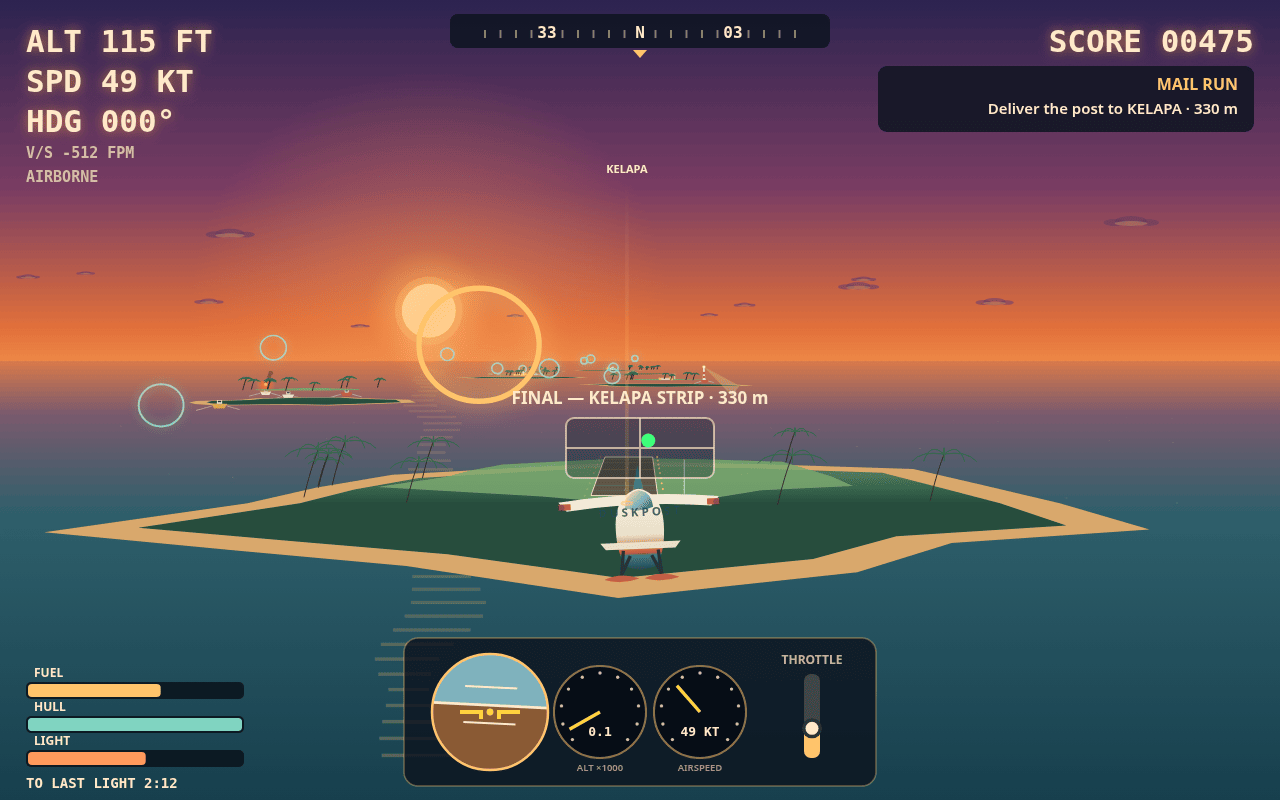 ALT 115 FT
SPD 49 KT
HDG 000°
V/S -512 FPM
AIRBORNE
33 N 03
SCORE 00475
MAIL RUN
Deliver the post to KELAPA · 330 m
KELAPA
FINAL — KELAPA STRIP · 330 m
SKPO
FUEL
HULL
LIGHT
TO LAST LIGHT 2:12
0.1
ALT ×1000
49 KT
AIRSPEED
THROTTLE